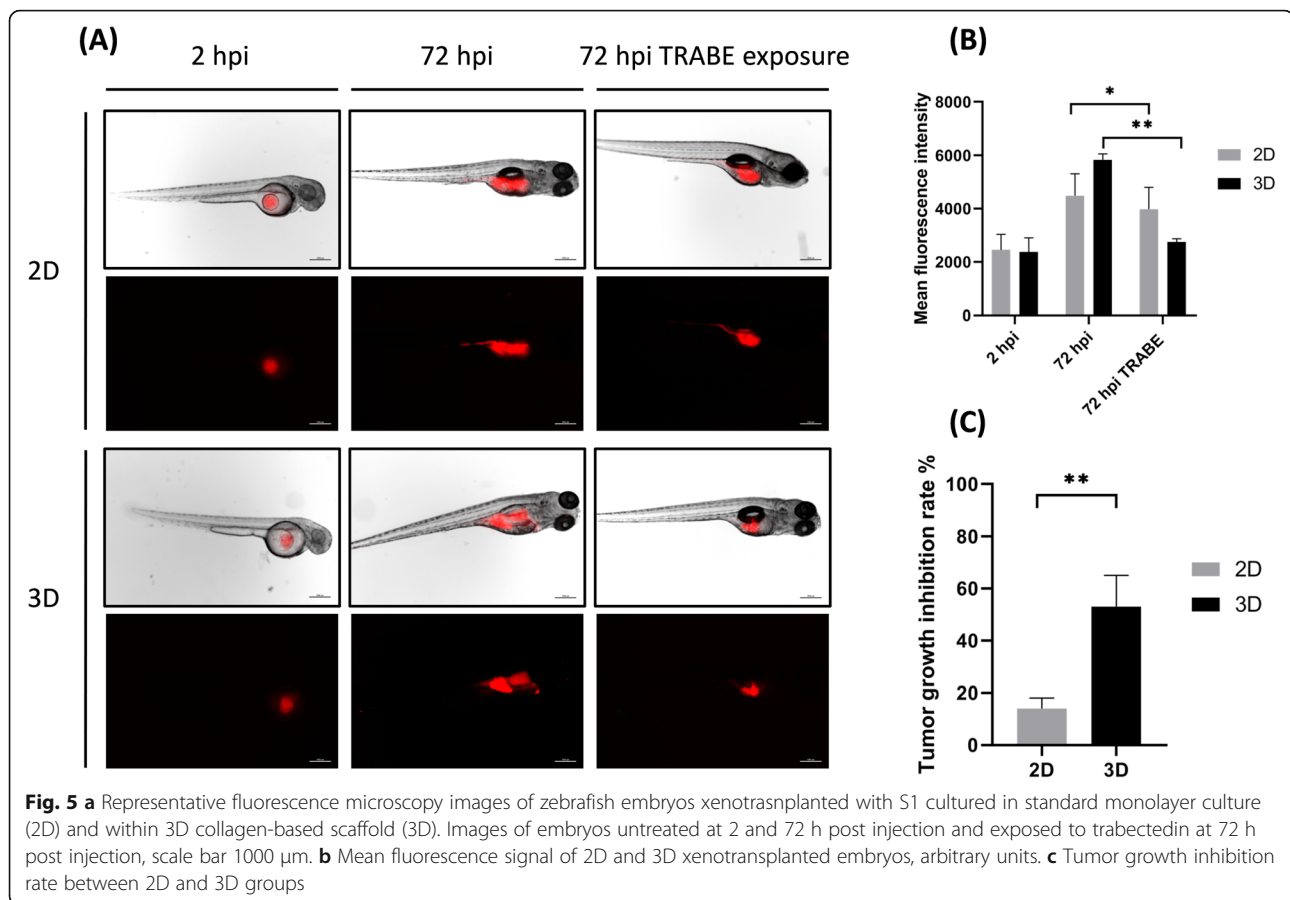 (A)
2 hpi
72 hpi
72 hpi TRABE exposure
2D
3D
(B)
Mean fluorescence intensity
8000
6000
4000
2000
0
*
**
2 hpi
72 hpi
72 hpi TRABE
2D
3D
(C)
Tumor growth inhibition rate %
100
80
60
40
20
0
**
2D
3D
2D
3D
Fig. 5 a Representative fluorescence microscopy images of zebrafish embryos xenotrasnplanted with S1 cultured in standard monolayer culture
(2D) and within 3D collagen-based scaffold (3D). Images of embryos untreated at 2 and 72 h post injection and exposed to trabectedin at 72 h
post injection, scale bar 1000 μm. b Mean fluorescence signal of 2D and 3D xenotransplanted embryos, arbitrary units. c Tumor growth inhibition
rate between 2D and 3D groups